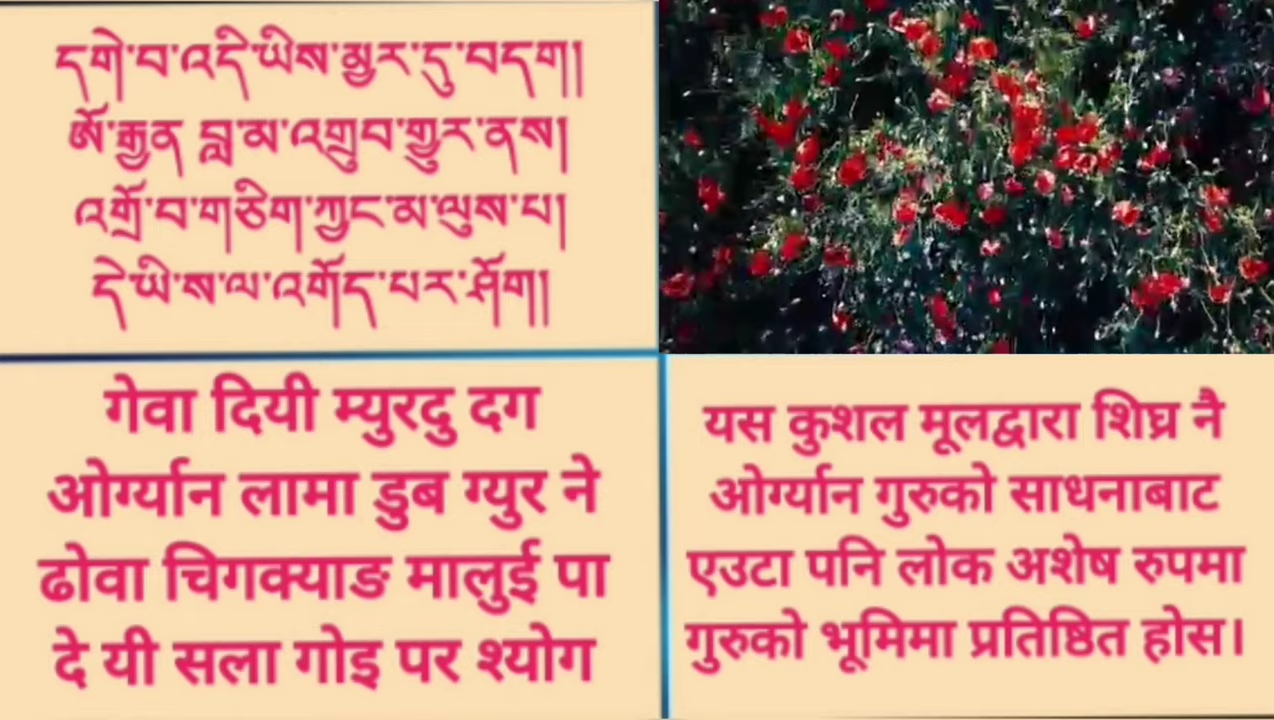 དགེ་བ་འདི་ཡིས་མྱུར་དུ་བདག།
ཨོ་རྒྱན བླ་མ་འགྲུབ་གྱུར་ནས།
འགྲོ་བ་གཅིག་ཀྱང་མ་ལུས་པ།
དེ་ཡི་ས་ལ་འགོད་པར་ཤོག།
गेवा दियी म्युरदु दग
ओर्ग्यान लामा डुब ग्युर ने
ढोवा चिगक्याङ मालुई पा
दे यी सला गोइ पर श्योग
यस कुशल मूलद्वारा शिघ्र नै
ओर्ग्यान गुरुको साधनाबाट
एउटा पनि लोक अशेष रुपमा
गुरुको भूमिमा प्रतिष्ठित होस।